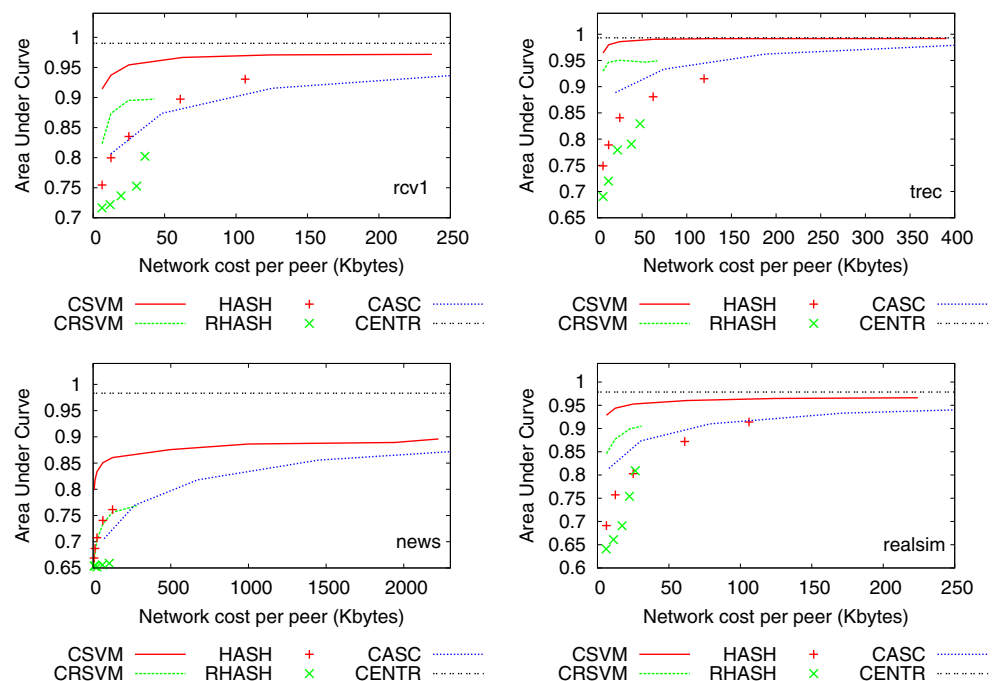 1
0.95
0.9
0.85
0.8
0.75
0.7
Area Under Curve
rcv1
0 50 100 150 200 250
Network cost per peer (Kbytes)
CSVM HASH CASC
CRSVM RHASH CENTR
1
0.95
0.9
0.85
0.8
0.75
0.7
0.65
Area Under Curve
trec
0 50 100 150 200 250 300 350 400
Network cost per peer (Kbytes)
CSVM HASH CASC
CRSVM RHASH CENTR
1
0.95
0.9
0.85
0.8
0.75
0.7
0.65
Area Under Curve
news
0 500 1000 1500 2000
Network cost per peer (Kbytes)
CSVM HASH CASC
CRSVM RHASH CENTR
1
0.95
0.9
0.85
0.8
0.75
0.7
0.65
0.6
Area Under Curve
realsim
0 50 100 150 200 250
Network cost per peer (Kbytes)
CSVM HASH CASC
CRSVM RHASH CENTR